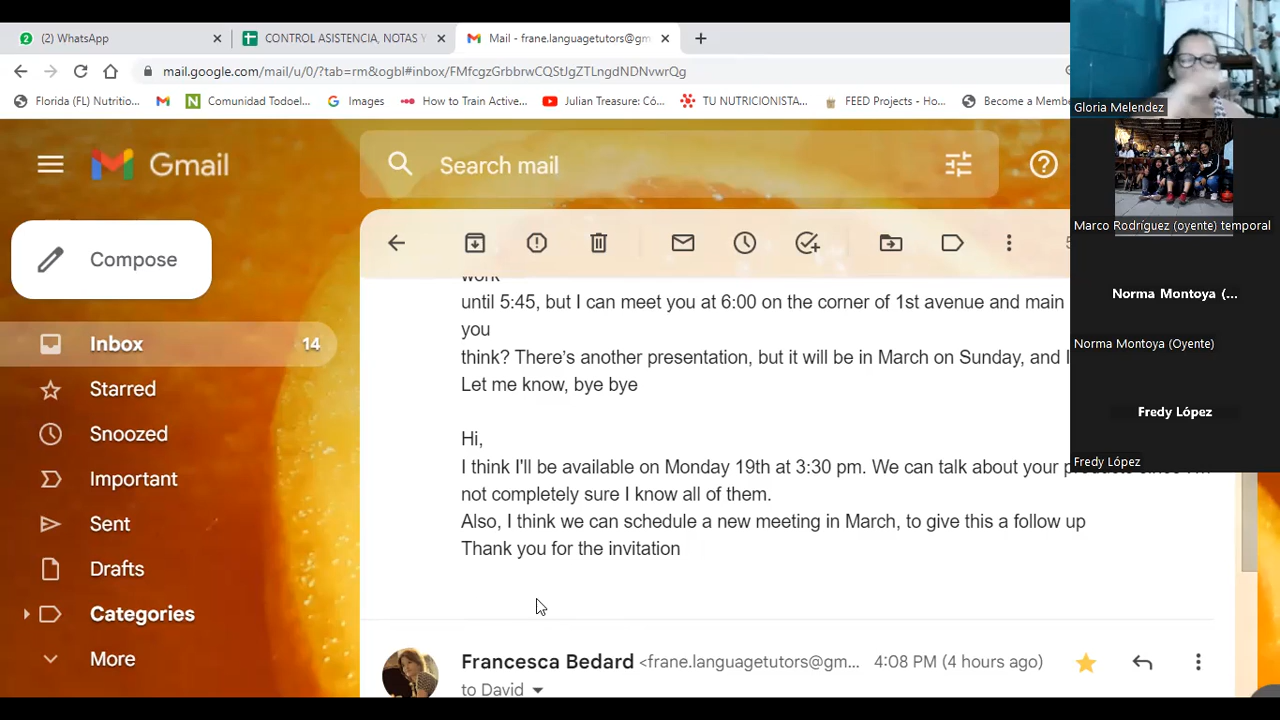 (2) WhatsApp
CONTROL ASISTENCIA, NOTAS Y
Mail - frane.languagetutors@gm
mail.google.com/mail/u/0/?tab=rm&ogbl#inbox/FMfcgzGrbbrwCQStJgZTLngdNDNvwrQg
Florida (FL) Nutritio...
Comunidad Todoel...
Images
How to Train Active...
Julian Treasure: Có...
TU NUTRICIONISTA...
FEED Projects - Ho...
Become a Membe
Gloria Melendez
Gmail
Search mail
Marco Rodríguez (oyente) temporal
Compose
work
Norma Montoya (...
until 5:45, but I can meet you at 6:00 on the corner of 1st avenue and main
you
Inbox
14
Norma Montoya (Oyente)
think? There's another presentation, but it will be in March on Sunday, and I
Let me know, bye bye
Starred
Fredy López
Snoozed
Hi,
Fredy López
I think I'll be available on Monday 19th at 3:30 pm. We can talk about your products since I'm
Important
not completely sure I know all of them.
Sent
Also, I think we can schedule a new meeting in March, to give this a follow up
Thank you for the invitation
Drafts
Categories
More
Francesca Bedard <frane.languagetutors@gm... 4:08 PM (4 hours ago)
to David